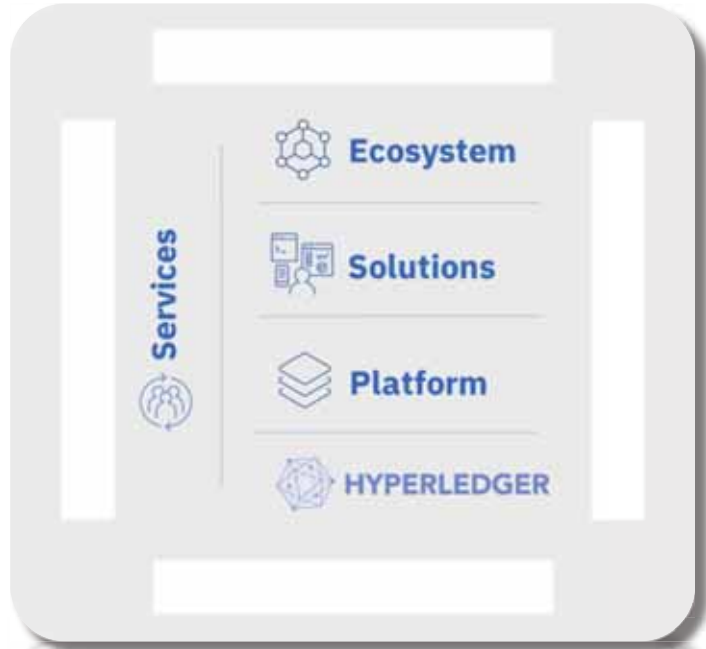 Services
Ecosystem
Solutions
Platform
HYPERLEDGER